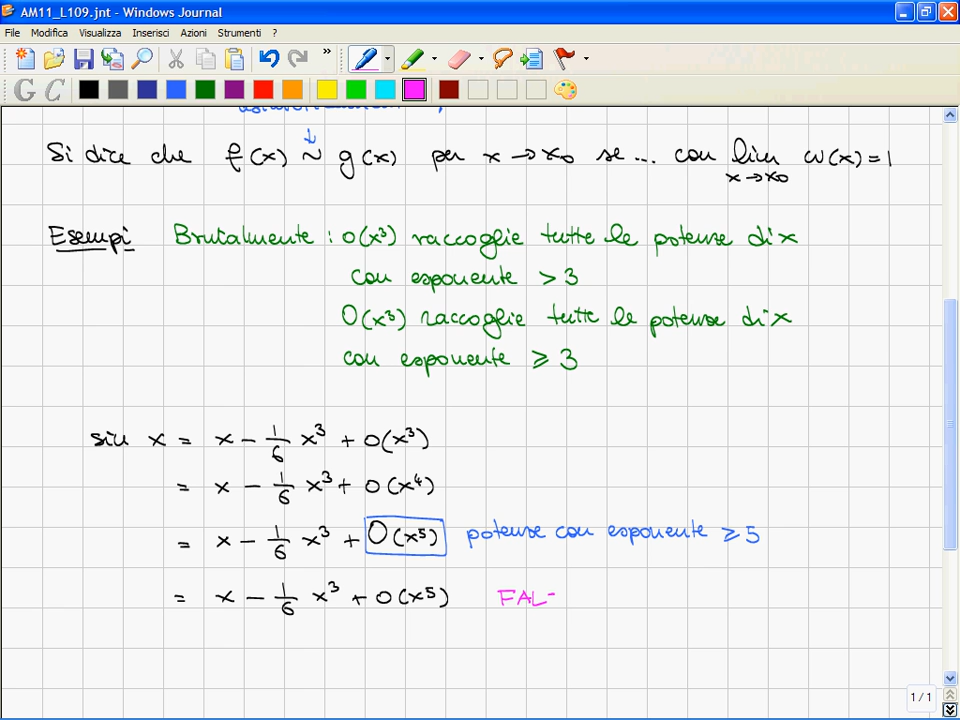 AM11_L109.jnt - Windows Journal
File Modifica Visualizza Inserisci Azioni Strumenti ?
Si dice che f(x) ~ g(x) per x → x0 se ... con lim ω(x) = 1
x→x0
Esempi Brutalmente : o(x³) raccoglie tutte le potenze di x
con esponente > 3
O(x³) raccoglie tutte le potenze di x
con esponente ≥ 3
sin x = x - 1/6 x³ + o(x³)
= x - 1/6 x³ + o(x⁴)
= x - 1/6 x³ + O(x⁵) potenze con esponente ≥ 5
= x - 1/6 x³ + o(x⁵) FAL
1 / 1